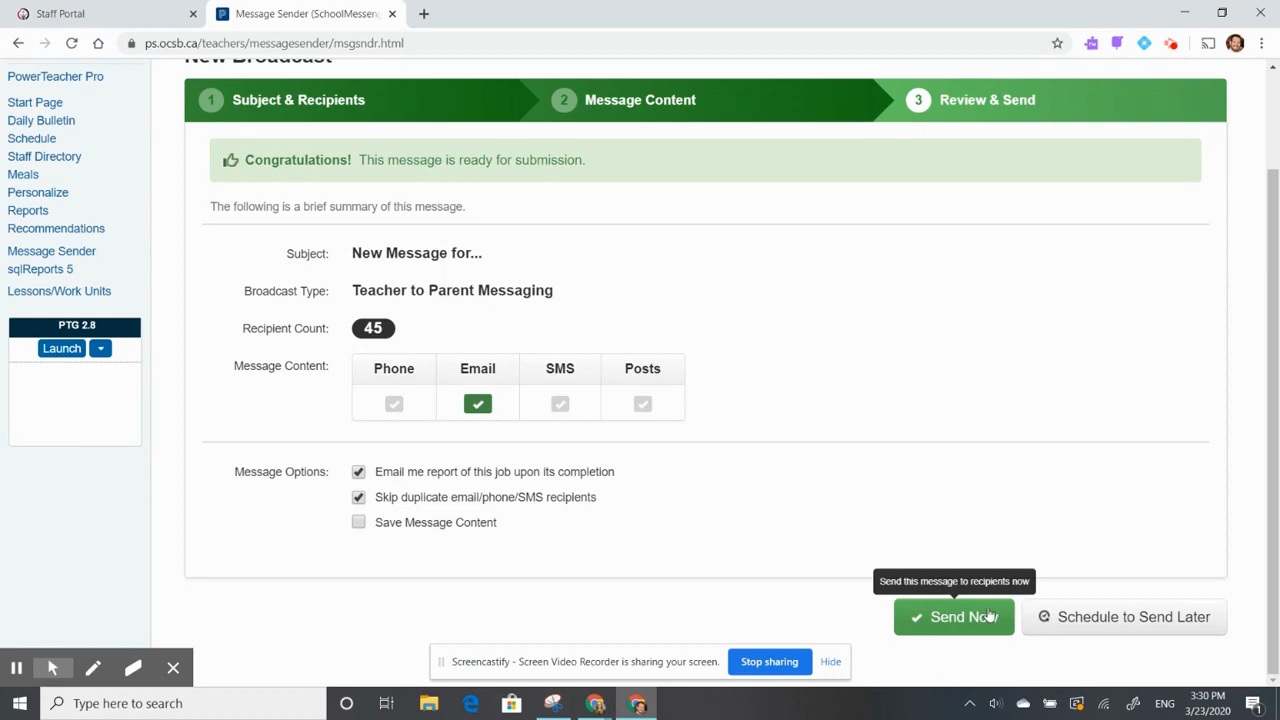 Staff Portal
Message Sender (SchoolMesseng
ps.ocsb.ca/teachers/messagesender/msgsndr.html
New Broadcast
PowerTeacher Pro
Start Page
Daily Bulletin
Schedule
Staff Directory
Meals
Personalize
Reports
Recommendations
Message Sender
sqlReports 5
Lessons/Work Units
PTG 2.8
Launch
1 Subject & Recipients
2 Message Content
3 Review & Send
Congratulations! This message is ready for submission.
The following is a brief summary of this message.
Subject: New Message for...
Broadcast Type: Teacher to Parent Messaging
Recipient Count: 45
Message Content: Phone Email SMS Posts
Message Options: Email me report of this job upon its completion
Skip duplicate email/phone/SMS recipients
Save Message Content
Send this message to recipients now
Send Now
Schedule to Send Later
Screencastify - Screen Video Recorder is sharing your screen. Stop sharing Hide
Type here to search
ENG
3:30 PM
3/23/2020
1